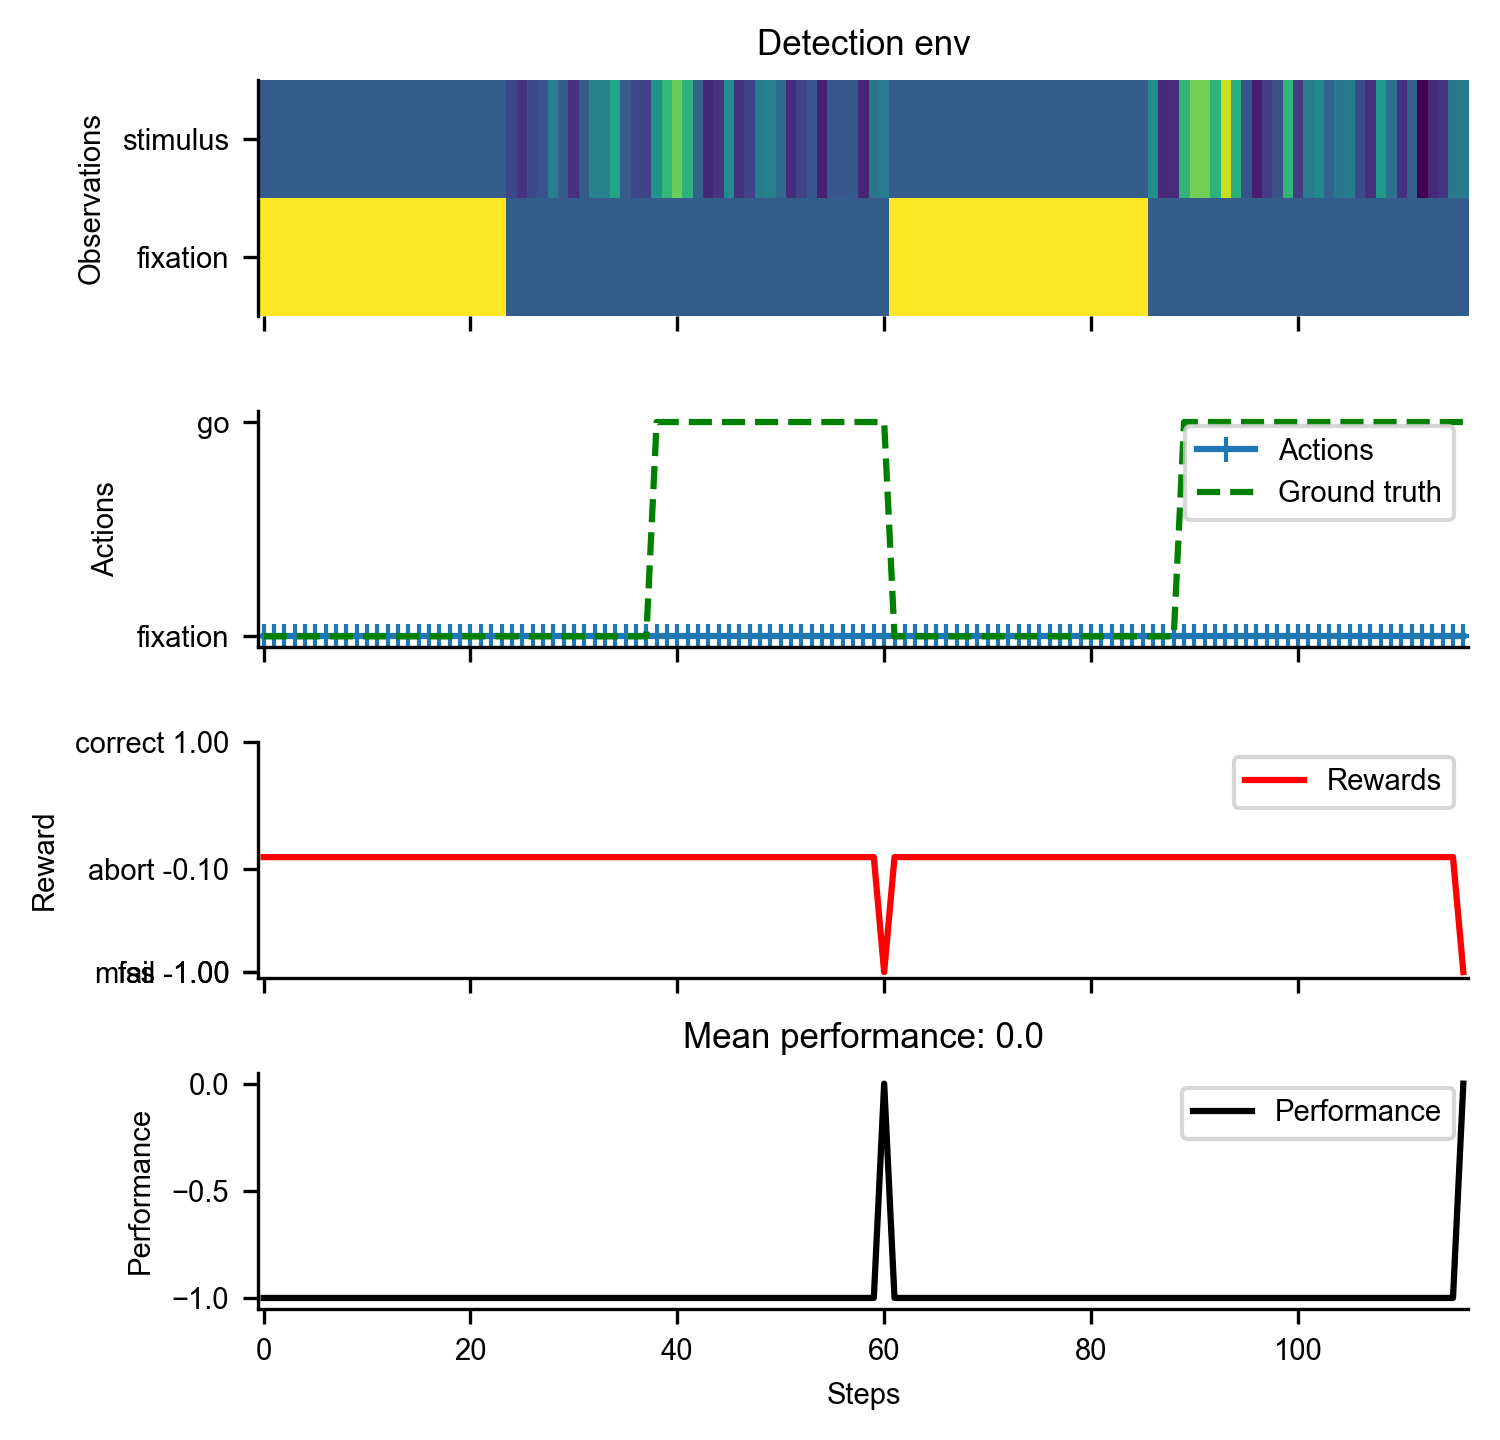 Detection env
Observations
stimulus
fixation
Actions
go
fixation
Actions
Ground truth
Reward
correct 1.00
abort -0.10
fail -1.00
Rewards
Mean performance: 0.0
Performance
0.0
−0.5
−1.0
Performance
0 20 40 60 80 100
Steps